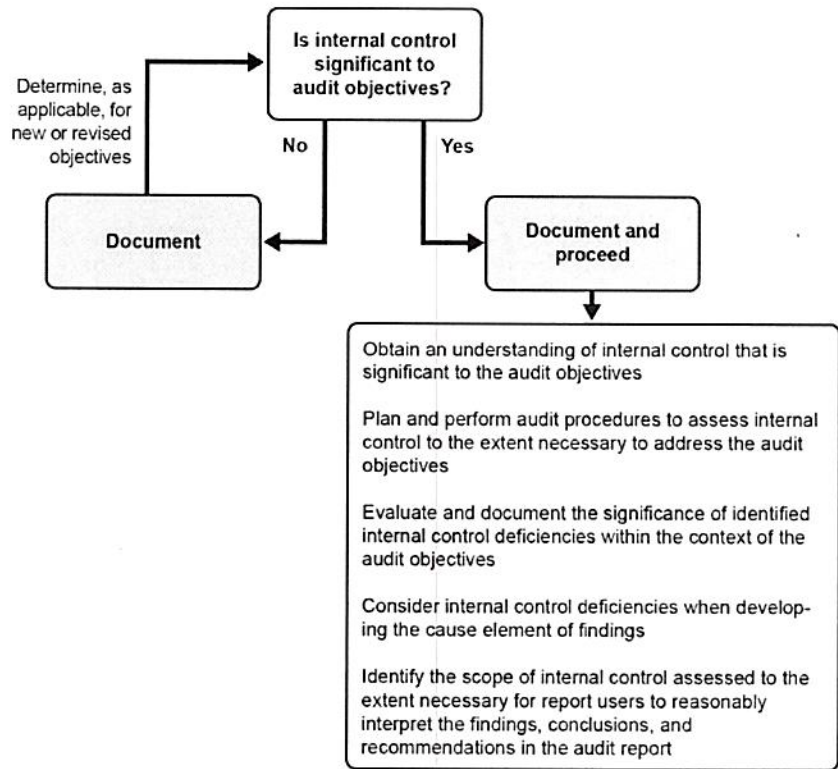 Is internal control
significant to
audit objectives?
Determine, as
applicable, for
new or revised
objectives
No
Yes
Document
Document and
proceed
Obtain an understanding of internal control that is
significant to the audit objectives
Plan and perform audit procedures to assess internal
control to the extent necessary to address the audit
objectives
Evaluate and document the significance of identified
internal control deficiencies within the context of the
audit objectives
Consider internal control deficiencies when develop-
ing the cause element of findings
Identify the scope of internal control assessed to the
extent necessary for report users to reasonably
interpret the findings, conclusions, and
recommendations in the audit report